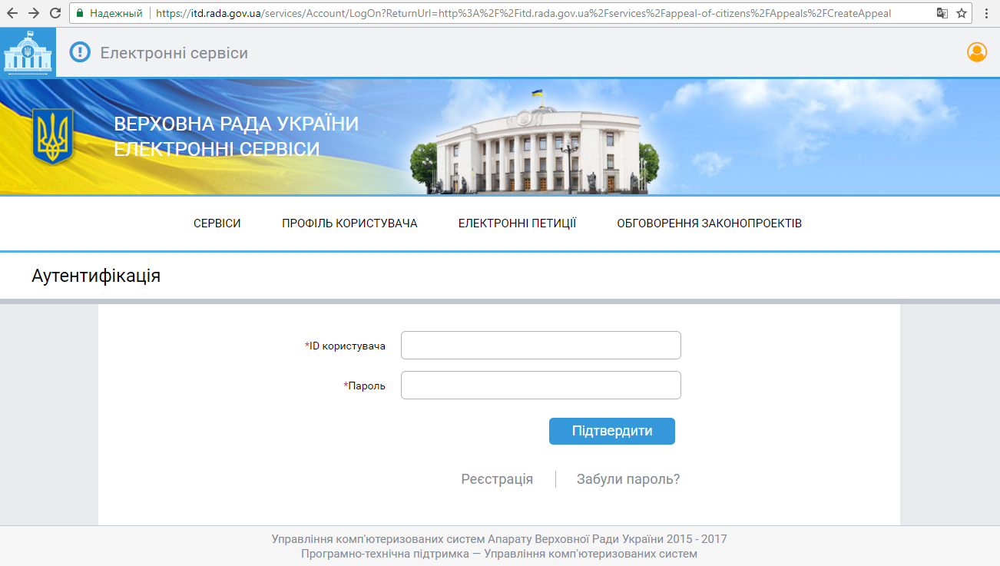 Надежный
https://itd.rada.gov.ua/services/Account/LogOn?ReturnUrl=http%3A%2F%2Fitd.rada.gov.ua%2Fservices%2Fappeal-of-citizens%2FAppeals%2FCreateAppeal
Електронні сервіси
ВЕРХОВНА РАДА УКРАЇНИ
ЕЛЕКТРОННІ СЕРВІСИ
СЕРВІСИ ПРОФІЛЬ КОРИСТУВАЧА ЕЛЕКТРОННІ ПЕТИЦІЇ ОБГОВОРЕННЯ ЗАКОНОПРОЕКТІВ
Аутентифікація
*ID користувача
*Пароль
Підтвердити
Реєстрація Забули пароль?
Управління комп'ютеризованих систем Апарату Верховної Ради України 2015 - 2017
Програмно-технічна підтримка — Управління комп'ютеризованих систем